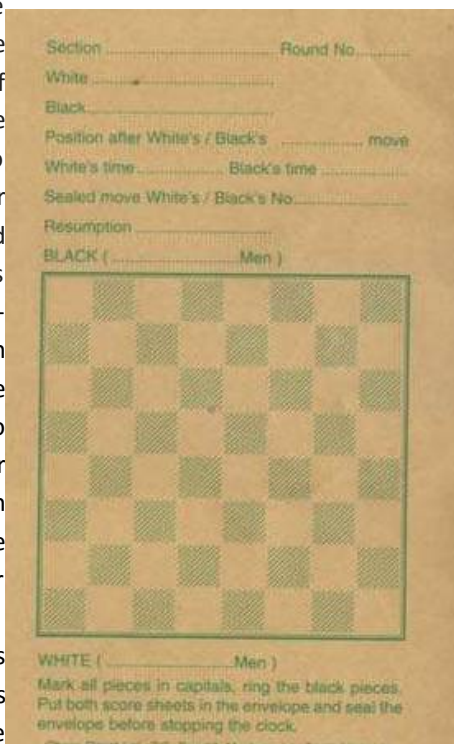 Section ........ Round No ........
White ........
Black ........
Position after White's / Black's ........ move
White's time ........ Black's time ........
Sealed move White's / Black's No ........
Resumption ........
BLACK ( ........ Men )
WHITE ( ........ Men )
Mark all pieces in capitals, ring the black pieces.
Put both score sheets in the envelope and seal the
envelope before stopping the clock.